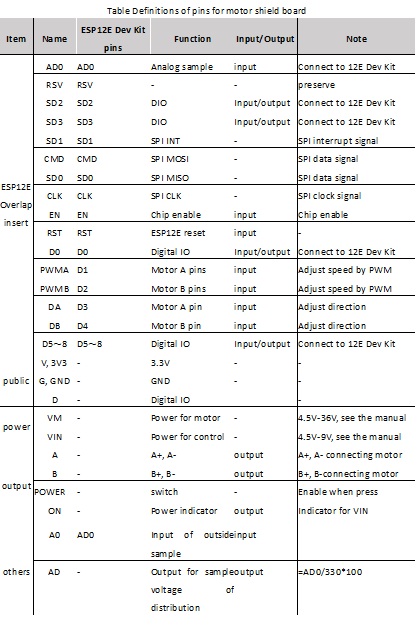 Table Definitions of pins for motor shield board
Item Name ESP12E Dev Kit pins Function Input/Output Note
AD0 AD0 Analog sample input Connect to 12E Dev Kit
RSV RSV - - preserve
SD2 SD2 DIO Input/output Connect to 12E Dev Kit
SD3 SD3 DIO Input/output Connect to 12E Dev Kit
SD1 SD1 SPI INT - SPI interrupt signal
CMD CMD SPI MOSI - SPI data signal
SD0 SD0 SPI MISO - SPI data signal
ESP12E
Overlap
insert
CLK CLK SPI CLK - SPI clock signal
EN EN Chip enable input Chip enable
RST RST ESP12E reset input -
D0 D0 Digital IO Input/output Connect to 12E Dev Kit
PWMA D1 Motor A pins input Adjust speed by PWM
PWMB D2 Motor B pins input Adjust speed by PWM
DA D3 Motor A pin input Adjust direction
DB D4 Motor B pin input Adjust direction
D5~8 D5~8 Digital IO Input/output Connect to 12E Dev Kit
V, 3V3 - 3.3V - -
public G, GND - GND - -
D - Digital IO - -
power VM - Power for motor - 4.5V-36V, see the manual
VIN - Power for control - 4.5V-9V, see the manual
A - A+, A- output A+, A- connecting motor
B - B+, B- output B+, B-connecting motor
output POWER - switch - Enable when press
ON - Power indicator output Indicator for VIN
A0 AD0 Input of outside input
sample
others AD - Output for sample output =AD0/330*100
voltage of
distribution